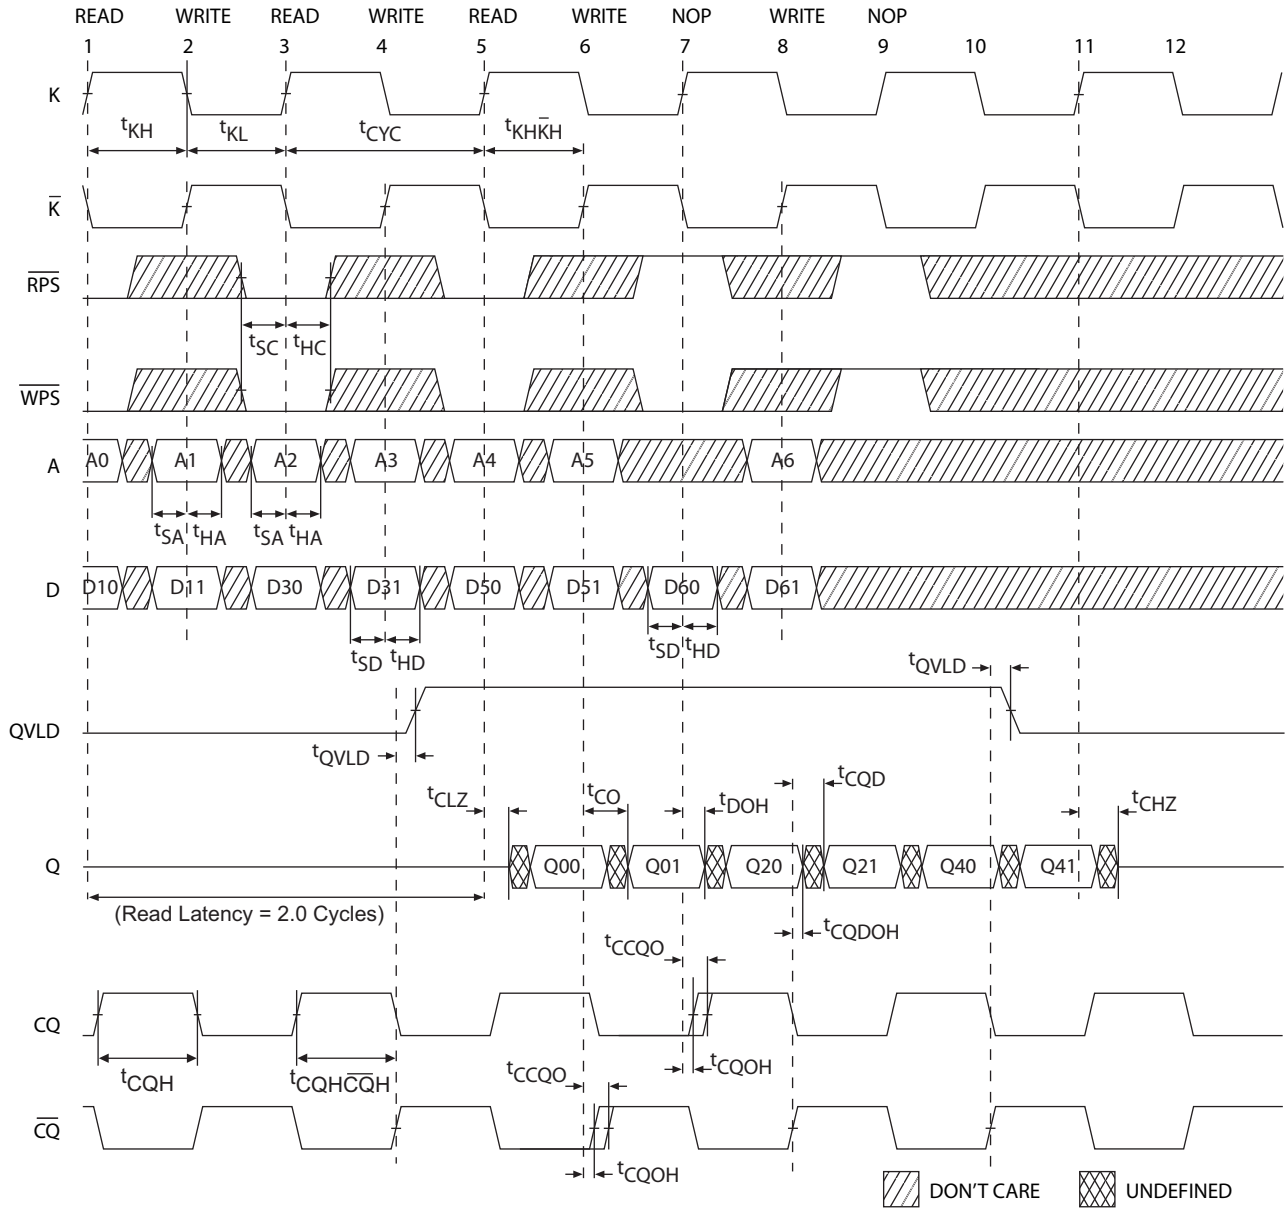 READ WRITE READ WRITE READ WRITE NOP WRITE NOP
1 2 3 4 5 6 7 8 9 10 11 12
K
tKH tKL tCYC tKHK̅H
K̅
R̅P̅S̅
tSC tHC
W̅P̅S̅
A A0 A1 A2 A3 A4 A5 A6
tSA tHA tSA tHA
D D10 D11 D30 D31 D50 D51 D60 D61
tSD tHD tSD tHD
tQVLD
QVLD
tQVLD
tCLZ tCO tDOH tCQD tCHZ
Q Q00 Q01 Q20 Q21 Q40 Q41
(Read Latency = 2.0 Cycles)
tCQDOH
tCCQO
CQ
tCQH tCQHC̅Q̅H tCCQO tCQOH
C̅Q̅
tCQOH
DON'T CARE UNDEFINED